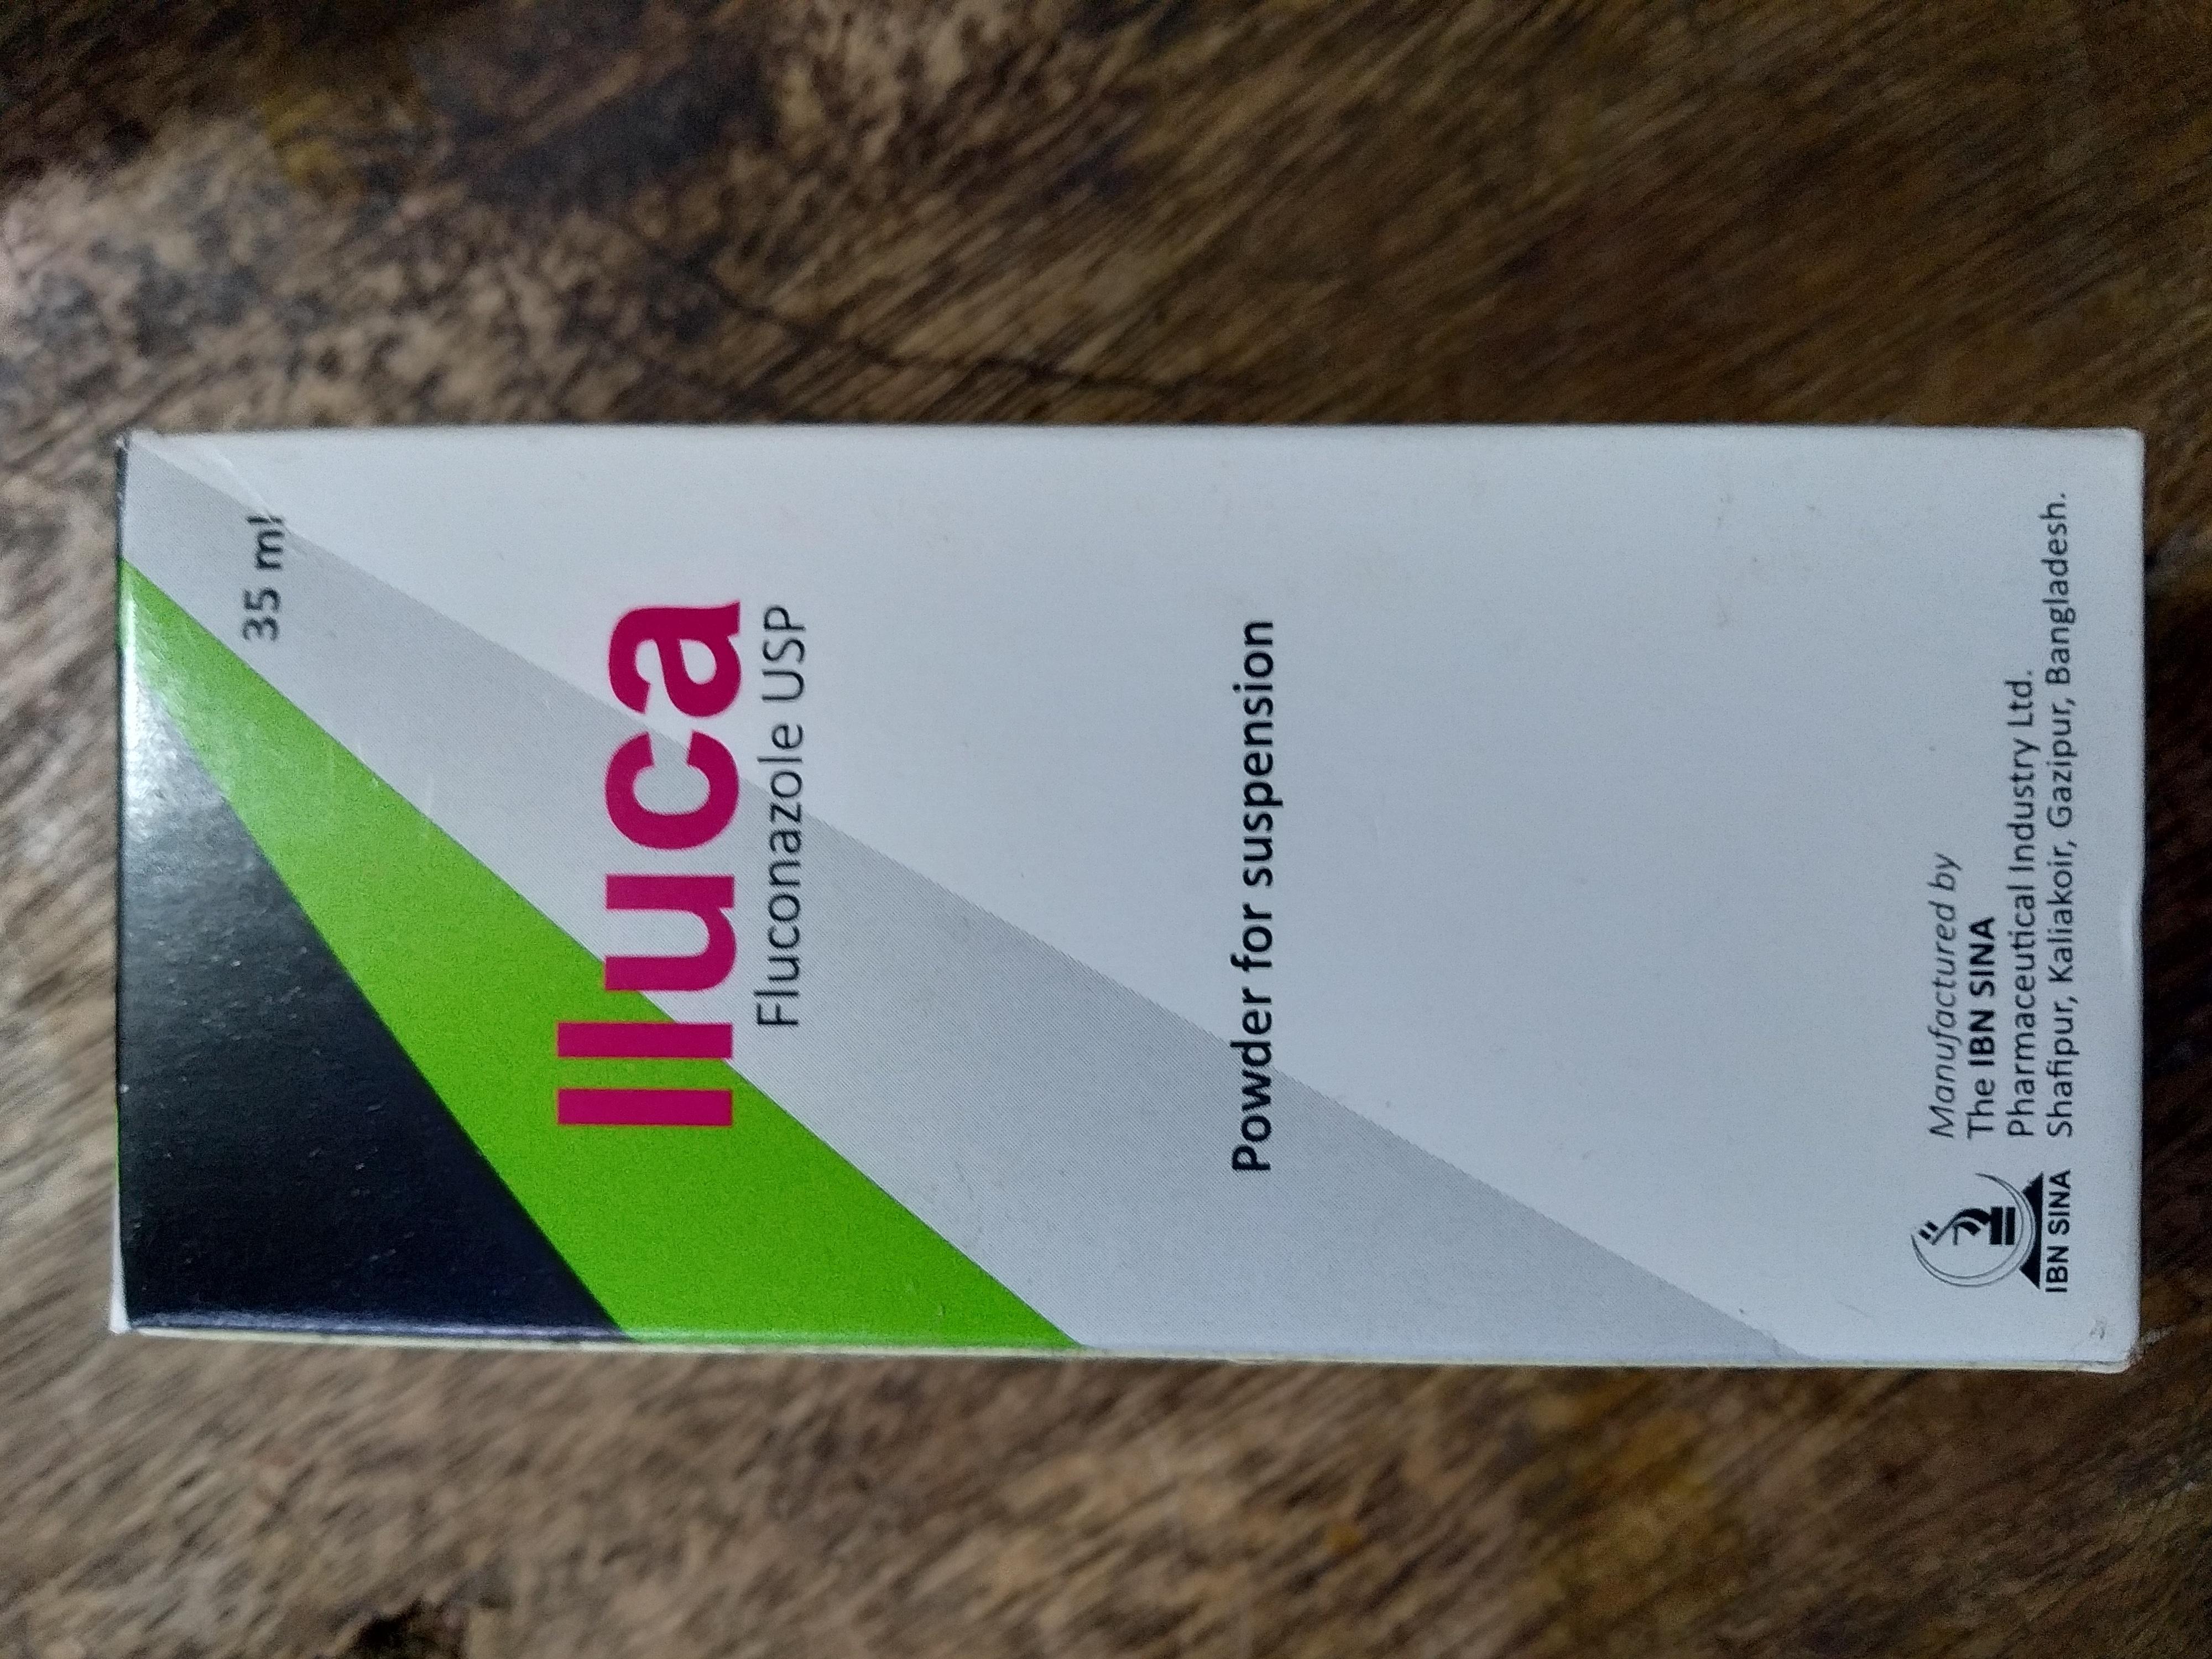 35 ml
Iluca
Fluconazole USP
Powder for suspension
Manufactured by
The IBN SINA
Pharmaceutical Industry Ltd.
Shafipur, Kaliakoir, Gazipur, Bangladesh.
IBN SINA